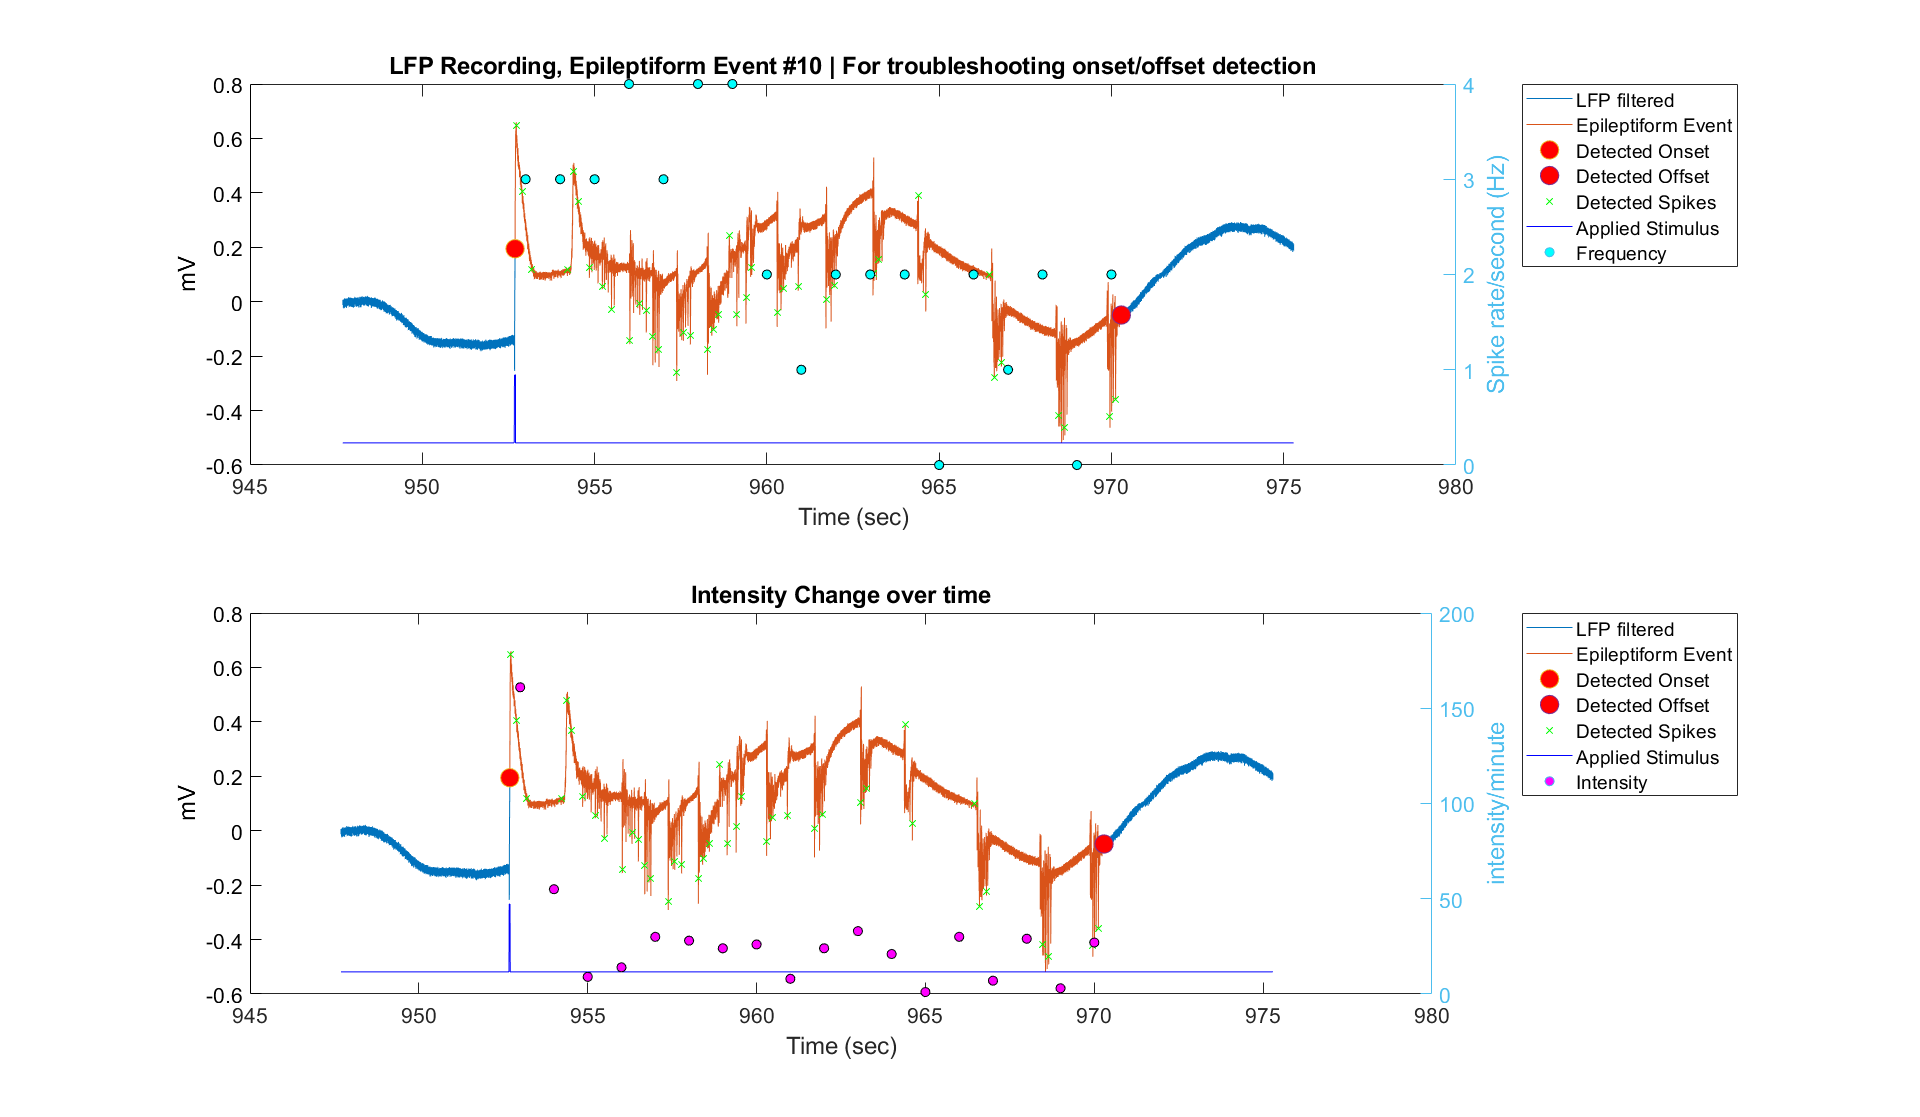 LFP Recording, Epileptiform Event #10 | For troubleshooting onset/offset detection
0.8
0.6
0.4
0.2
0
-0.2
-0.4
-0.6
mV
945
950
955
960
965
970
975
980
Time (sec)
4
3
2
1
0
Spike rate/second (Hz)
LFP filtered
Epileptiform Event
Detected Onset
Detected Offset
Detected Spikes
Applied Stimulus
Frequency
Intensity Change over time
0.8
0.6
0.4
0.2
0
-0.2
-0.4
-0.6
mV
945
950
955
960
965
970
975
980
Time (sec)
200
150
100
50
0
intensity/minute
LFP filtered
Epileptiform Event
Detected Onset
Detected Offset
Detected Spikes
Applied Stimulus
Intensity